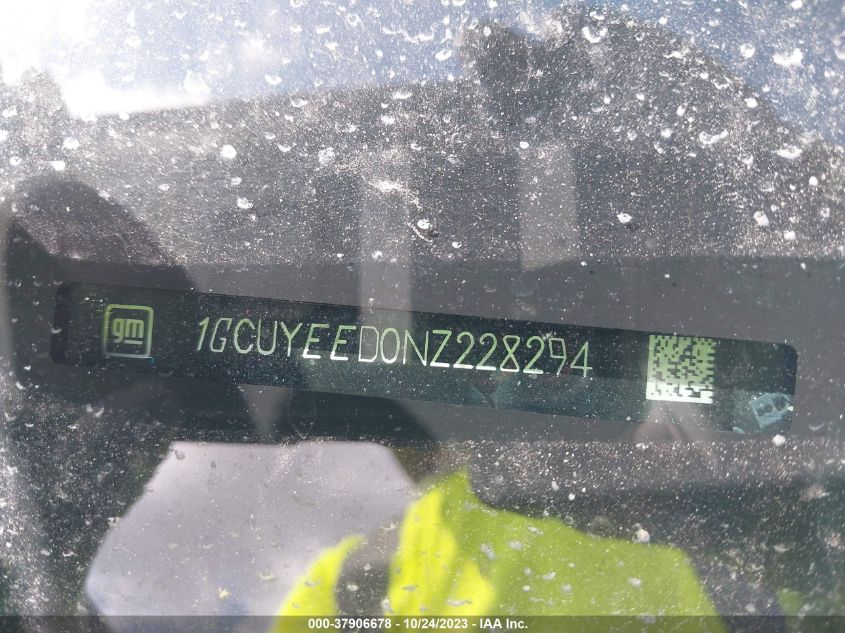 gm 1GCUYEED0NZ228294
000-37906678 - 10/24/2023 - IAA Inc.